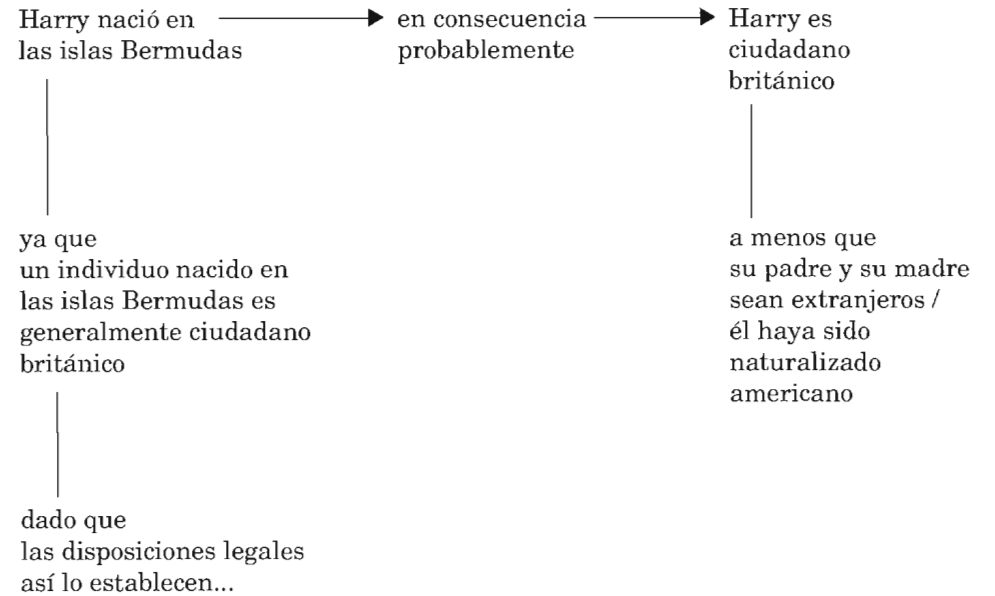 Harry nació en
las islas Bermudas
en consecuencia
probablemente
Harry es
ciudadano
británico
ya que
un individuo nacido en
las islas Bermudas es
generalmente ciudadano
británico
a menos que
su padre y su madre
sean extranjeros /
él haya sido
naturalizado
americano
dado que
las disposiciones legales
así lo establecen...